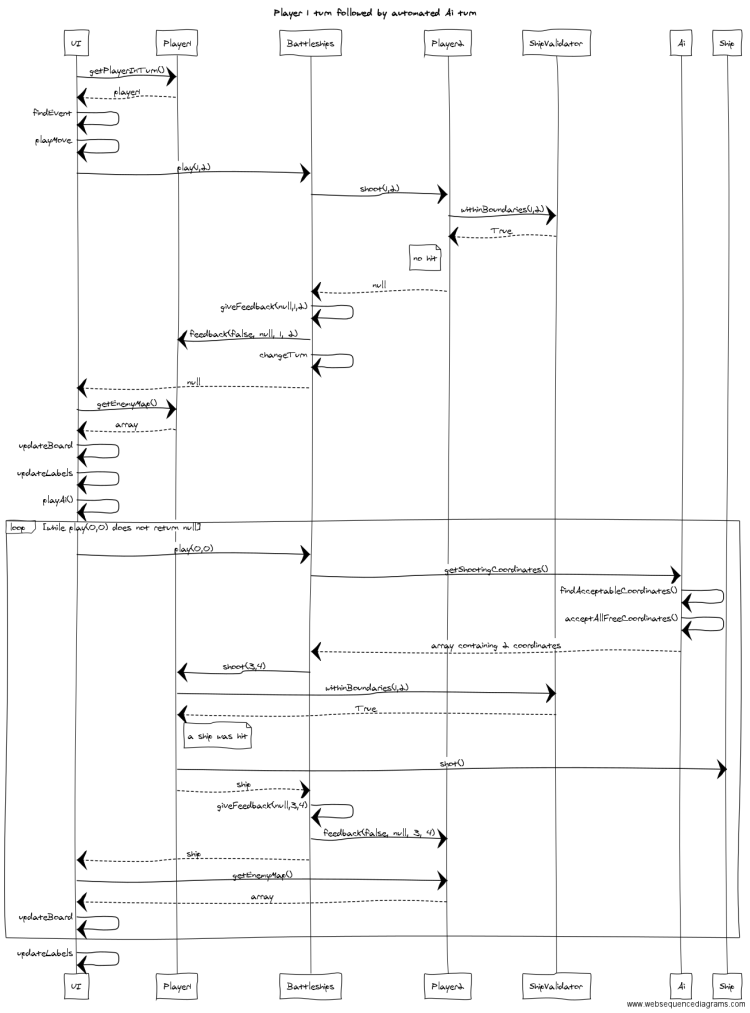 Player 1 turn followed by automated Ai turn
UI Player1 Battleships Player2 ShipValidator Ai Ship
getPlayerInTurn()
player1
findEvent
playMove
play(1,2)
shoot(1,2)
withinBoundaries(1,2)
True
no hit
null
giveFeedback(null,1,2)
feedback(false, null, 1, 2)
changeTurn
null
getEnemyMap()
array
updateBoard
updateLabels
playAi()
loop [while play(0,0) does not return null]
play(0,0)
getShootingCoordinates()
findAcceptableCoordinates()
acceptAllFreeCoordinates()
array containing 2 coordinates
shoot(3,4)
withinBoundaries(1,2)
True
a ship was hit
shot()
ship
giveFeedback(null,3,4)
feedback(false, null, 3, 4)
ship
getEnemyMap()
array
updateBoard
updateLabels
UI Player1 Battleships Player2 ShipValidator Ai Ship
www.websequencediagrams.com